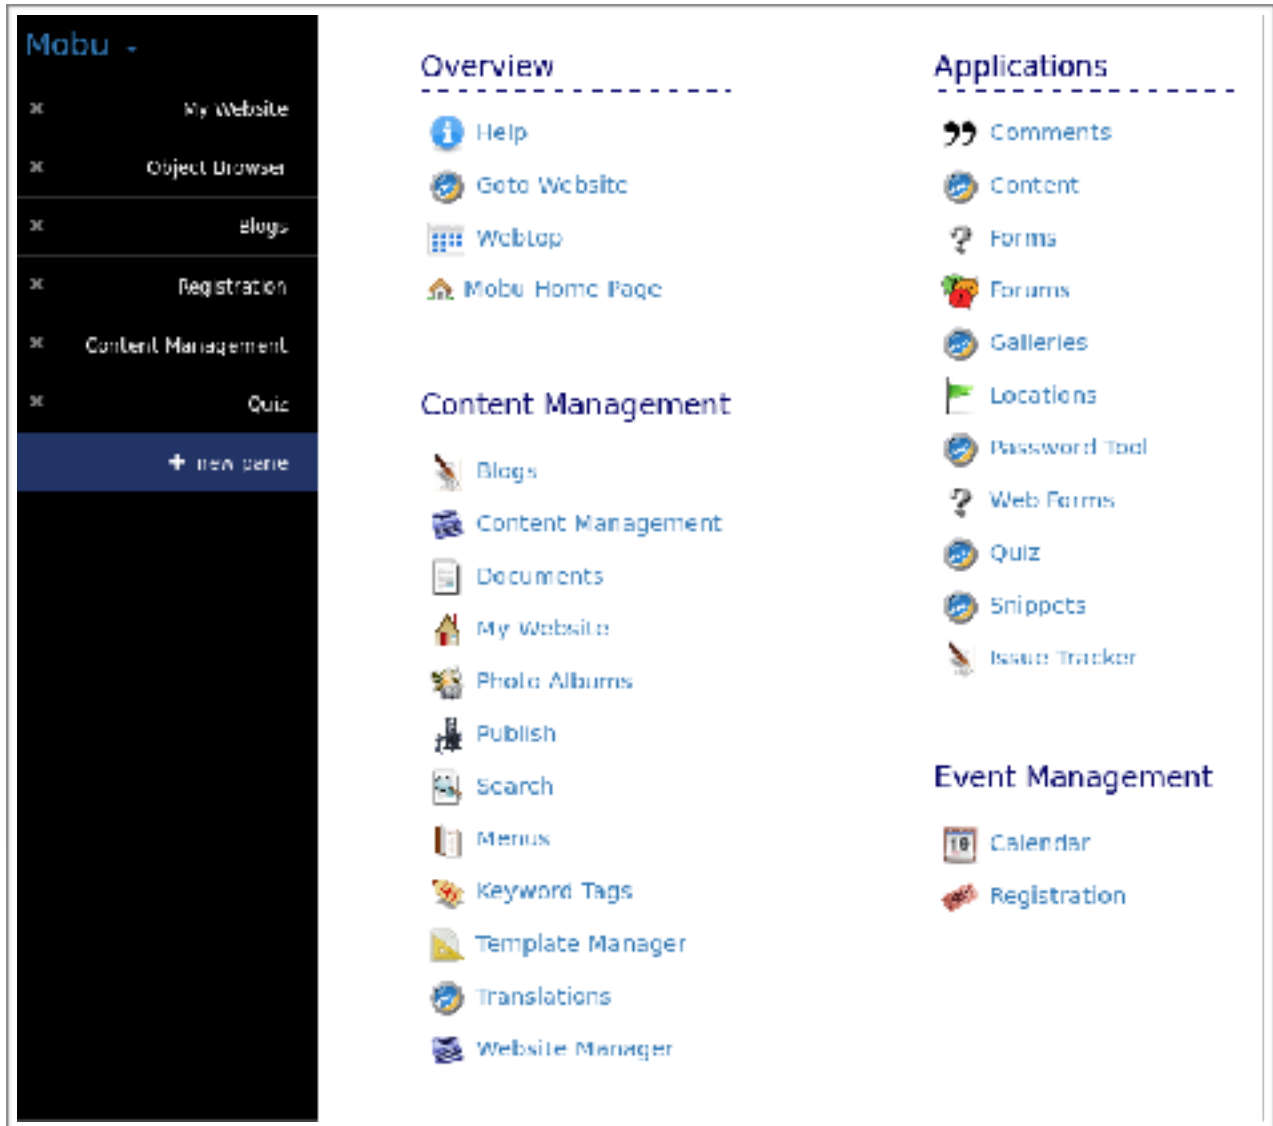 Mobu
My Website
Object Browser
Blogs
Registration
Content Management
Quiz
+ new pane
Overview
Help
Goto Website
Webtop
Mobu Home Page
Content Management
Blogs
Content Management
Documents
My Website
Photo Albums
Publish
Search
Menus
Keyword Tags
Template Manager
Translations
Website Manager
Applications
Comments
Content
Forms
Forums
Galleries
Locations
Password Tool
Web Forms
Quiz
Snippets
Issue Tracker
Event Management
Calendar
Registration